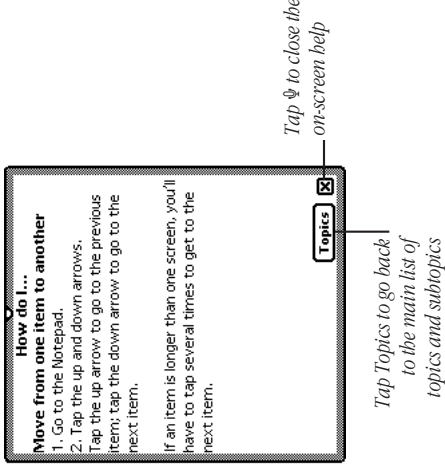 How do I...
Move from one item to another
1. Go to the Notepad.
2. Tap the up and down arrows.
Tap the up arrow to go to the previous
item; tap the down arrow to go to the
next item.
If an item is longer than one screen, you'll
have to tap several times to get to the
next item.
Topics
Tap Topics to go back
to the main list of
topics and subtopics
Tap to close the
on-screen help